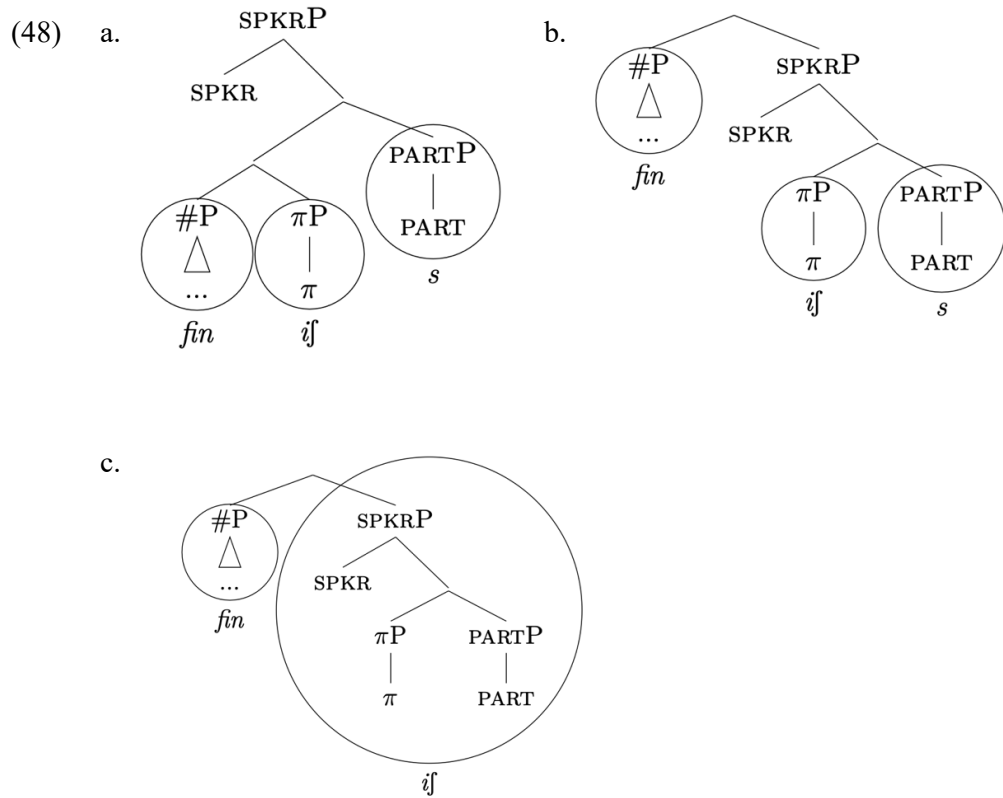 (48) a. SPKRP
SPKR
PARTP
PART
s
#P πP
... π
fin iʃ
b.
#P SPKRP
SPKR
...
fin
πP PARTP
π PART
iʃ s
c.
#P SPKRP
... SPKR
fin
πP PARTP
π PART
iʃ